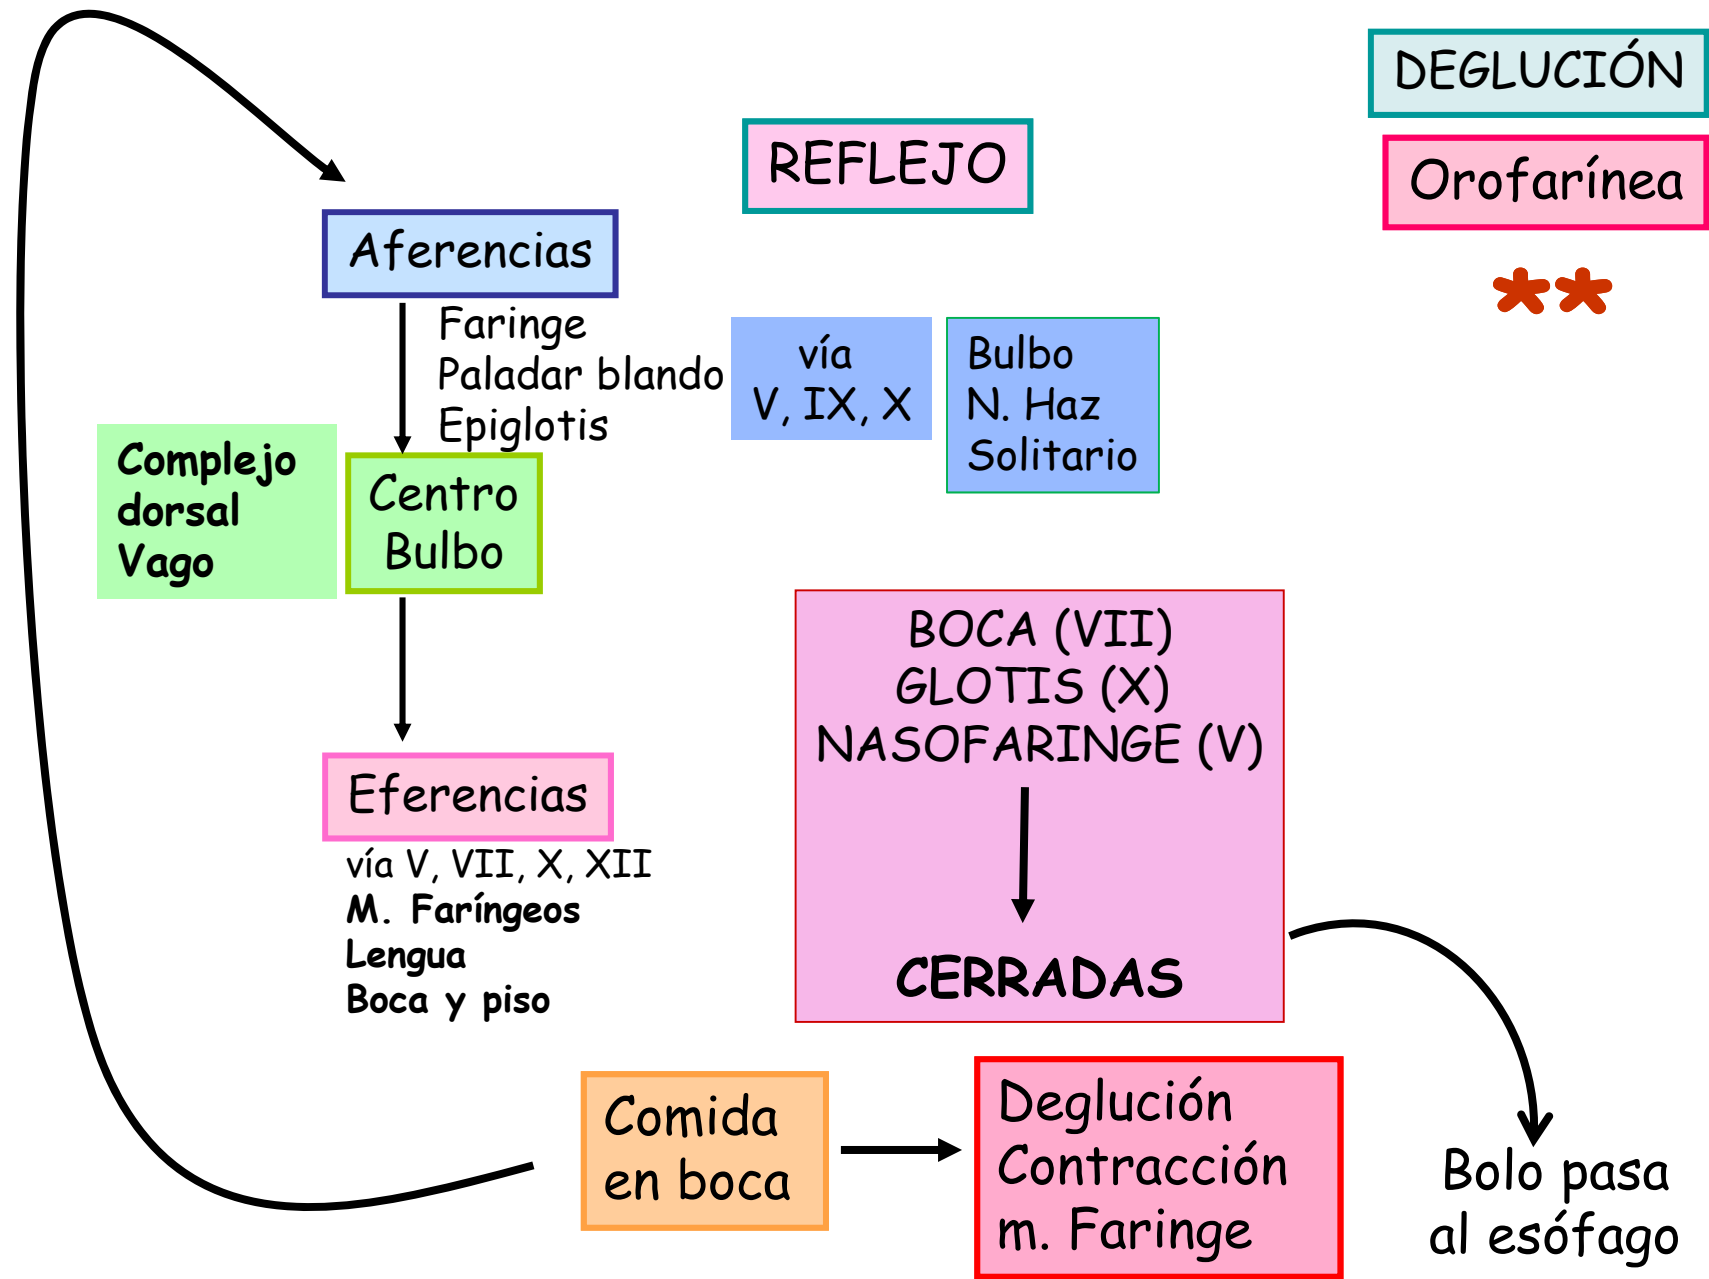 DEGLUCIÓN
Orofarínea
**
REFLEJO
Aferencias
Faringe
Paladar blando
Epiglotis
vía
V, IX, X
Bulbo
N. Haz
Solitario
Complejo
dorsal
Vago
Centro
Bulbo
Eferencias
vía V, VII, X, XII
M. Faríngeos
Lengua
Boca y piso
BOCA (VII)
GLOTIS (X)
NASOFARINGE (V)
CERRADAS
Comida
en boca
Deglución
Contracción
m. Faringe
Bolo pasa
al esófago